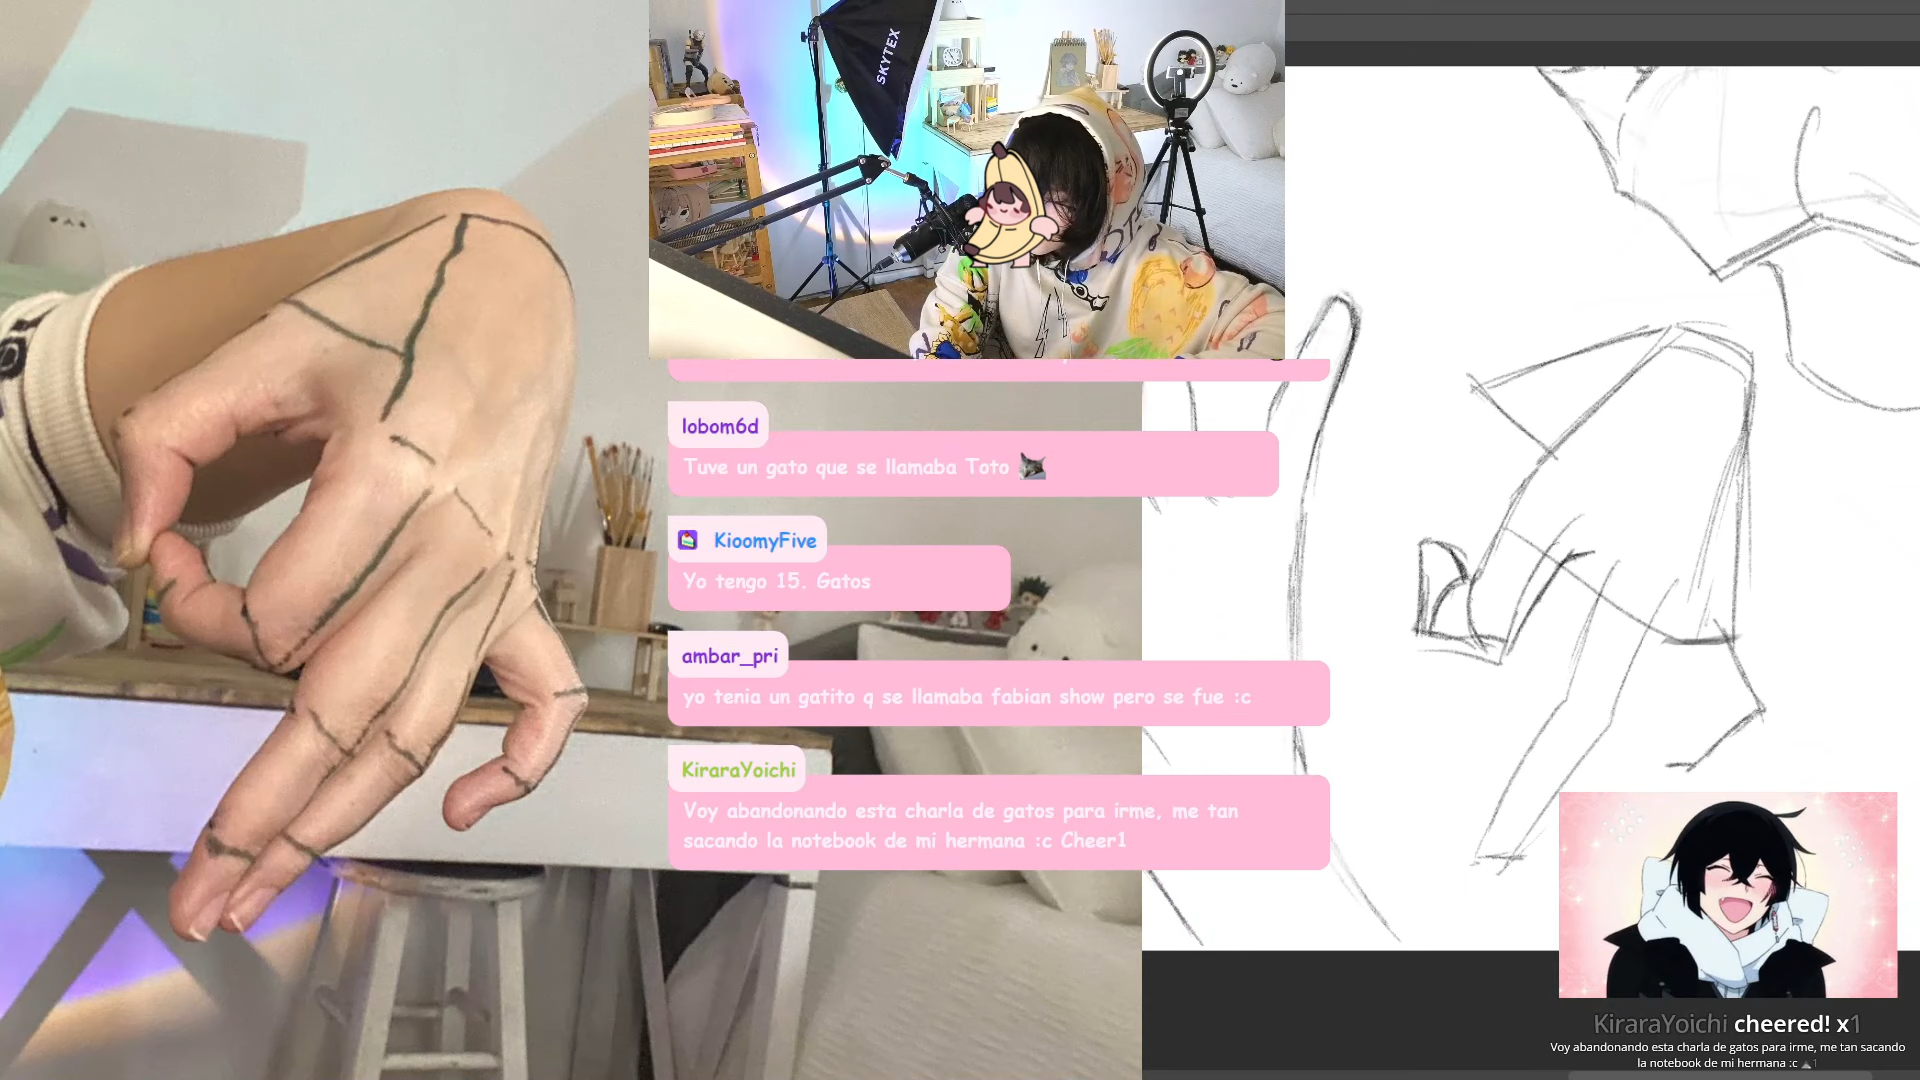 SKYTEX
lobom6d
Tuve un gato que se llamaba Toto
KioomyFive
Yo tengo 15. Gatos
ambar_pri
yo tenia un gatito q se llamaba fabian show pero se fue :c
KiraraYoichi
Voy abandonando esta charla de gatos para irme, me tan
sacando la notebook de mi hermana :c Cheer1
KiraraYoichi cheered! x1
Voy abandonando esta charla de gatos para irme, me tan sacando
la notebook de mi hermana :c 1